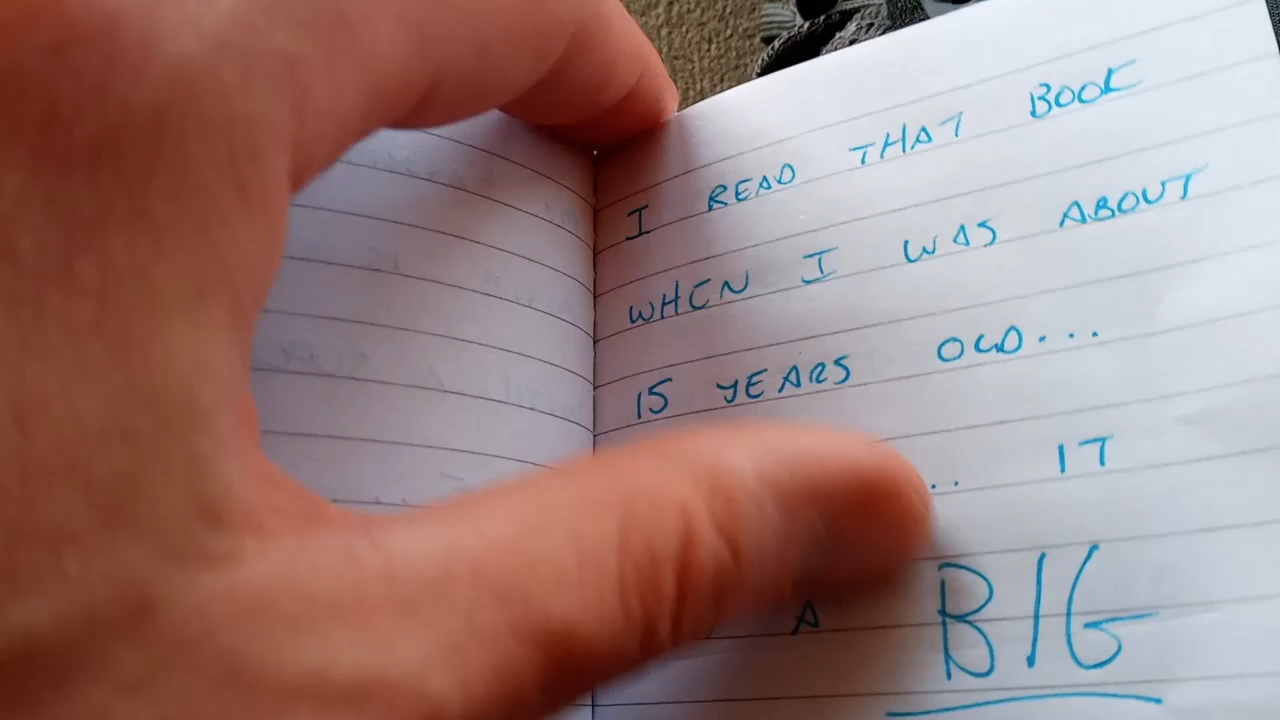 I READ THAT BOOK
WHEN I WAS ABOUT
15 YEARS OLD...
.. IT
A BIG